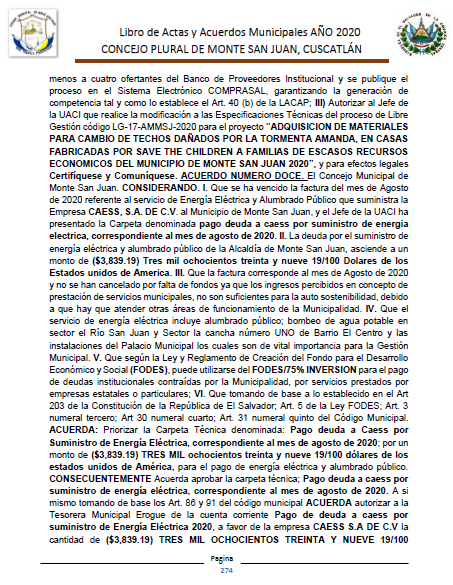 Libro de Actas y Acuerdos Municipales AÑO 2020
CONCEJO PLURAL DE MONTE SAN JUAN, CUSCATLÁN
menos a cuatro ofertantes del Banco de Proveedores Institucional y se publique el
proceso en el Sistema Electrónico COMPRASAL, garantizando la generación de
competencia tal y como lo establece el Art. 40 (b) de la LACAP; III) Autorizar al Jefe de
la UACI que realice la modificación a las Especificaciones Técnicas del proceso de Libre
Gestión código LG-17-AMMSJ-2020 para el proyecto "ADQUISICION DE MATERIALES
PARA CAMBIO DE TECHOS DAÑADOS POR LA TORMENTA AMANDA, EN CASAS
FABRICADAS POR SAVE THE CHILDREN A FAMILIAS DE ESCASOS RECURSOS
ECONOMICOS DEL MUNICIPIO DE MONTE SAN JUAN 2020", y para efectos legales
Certifíquese y Comuníquese. ACUERDO NUMERO DOCE. El Concejo Municipal de
Monte San Juan. CONSIDERANDO. I. Que se ha vencido la factura del mes de Agosto
de 2020 referente al servicio de Energía Eléctrica y Alumbrado Público que suministra la
Empresa CAESS, S.A. DE C.V. al Municipio de Monte San Juan, y el Jefe de la UACI ha
presentado la Carpeta denominada pago deuda a caess por suministro de energía
electrica, correspondiente al mes de agosto de 2020. II. La deuda por el suministro de
energía eléctrica y alumbrado público de la Alcaldía de Monte San Juan, asciende a un
monto de ($3,839.19) Tres mil ochocientos treinta y nueve 19/100 Dolares de los
Estados unidos de America. III. Que la factura corresponde al mes de Agosto de 2020
y no se han cancelado por falta de fondos ya que los ingresos percibidos en concepto de
prestación de servicios municipales, no son suficientes para la auto sostenibilidad, debido
a que hay que atender otras áreas de funcionamiento de la Municipalidad. IV. Que el
servicio de energía eléctrica incluye alumbrado público; bombeo de agua potable en
sector el Río San Juan y Sector la cancha número UNO de Barrio El Centro y las
instalaciones del Palacio Municipal los cuales son de vital importancia para la Gestión
Municipal. V. Que según la Ley y Reglamento de Creación del Fondo para el Desarrollo
Económico y Social (FODES), puede utilizarse del FODES/75% INVERSION para el pago
de deudas institucionales contraídas por la Municipalidad, por servicios prestados por
empresas estatales o particulares; VI. Que tomando de base a lo establecido en el Art
203 de la Constitución de la República de El Salvador; Art. 5 de la Ley FODES; Art. 3
numeral tercero; Art 30 numeral cuarto; Art. 31 numeral quinto del Código Municipal.
ACUERDA: Priorizar la Carpeta Técnica denominada: Pago deuda a Caess por
Suministro de Energía Eléctrica, correspondiente al mes de agosto de 2020; por un
monto de ($3,839.19) TRES MIL ochocientos treinta y nueve 19/100 dólares de los
estados unidos de América, para el pago de energía eléctrica y alumbrado público.
CONSECUENTEMENTE Acuerda aprobar la carpeta técnica; Pago deuda a caess por
suministro de energía eléctrica, correspondiente al mes de agosto de 2020. A si
mismo tomando de base los Art. 86 y 91 del código municipal ACUERDA autorizar a la
Tesorera Municipal Erogue de la cuenta corriente Pago de deuda a caess por
suministro de Energía Eléctrica 2020, a favor de la empresa CAESS S.A DE C.V la
cantidad de ($3,839.19) TRES MIL OCHOCIENTOS TREINTA Y NUEVE 19/100
Pagina
274